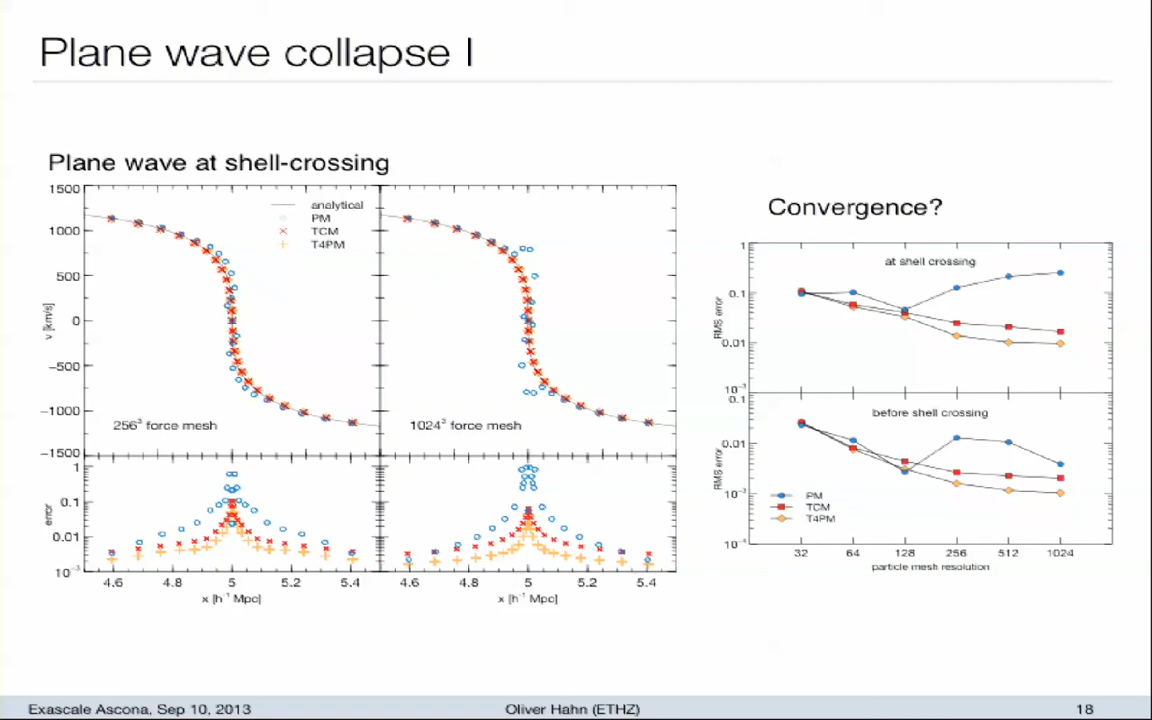 Plane wave collapse I
Plane wave at shell-crossing
1500
1000
500
0
−500
−1000
−1500
v [km/s]
analytical
PM
TCM
T4PM
256³ force mesh
1024³ force mesh
1
0.1
0.01
10⁻³
error
4.6 4.8 5 5.2 5.4
4.6 4.8 5 5.2 5.4
x [h⁻¹ Mpc]
x [h⁻¹ Mpc]
Convergence?
1
0.1
0.01
10⁻³
RMS error
at shell crossing
0.1
0.01
10⁻³
10⁻⁴
RMS error
before shell crossing
PM
TCM
T4PM
32 64 128 256 512 1024
particle mesh resolution
Exascale Ascona, Sep 10, 2013
Oliver Hahn (ETHZ)
18